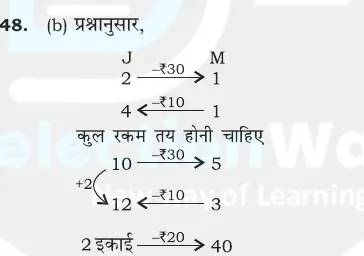 48. (b) प्रश्नानुसार,
J M
2 –₹30→ 1
4 ←–₹10 1
कुल रकम तय होनी चाहिए
10 –₹30→ 5
+2
12 ←–₹10 3
2 इकाई –₹20→ 40